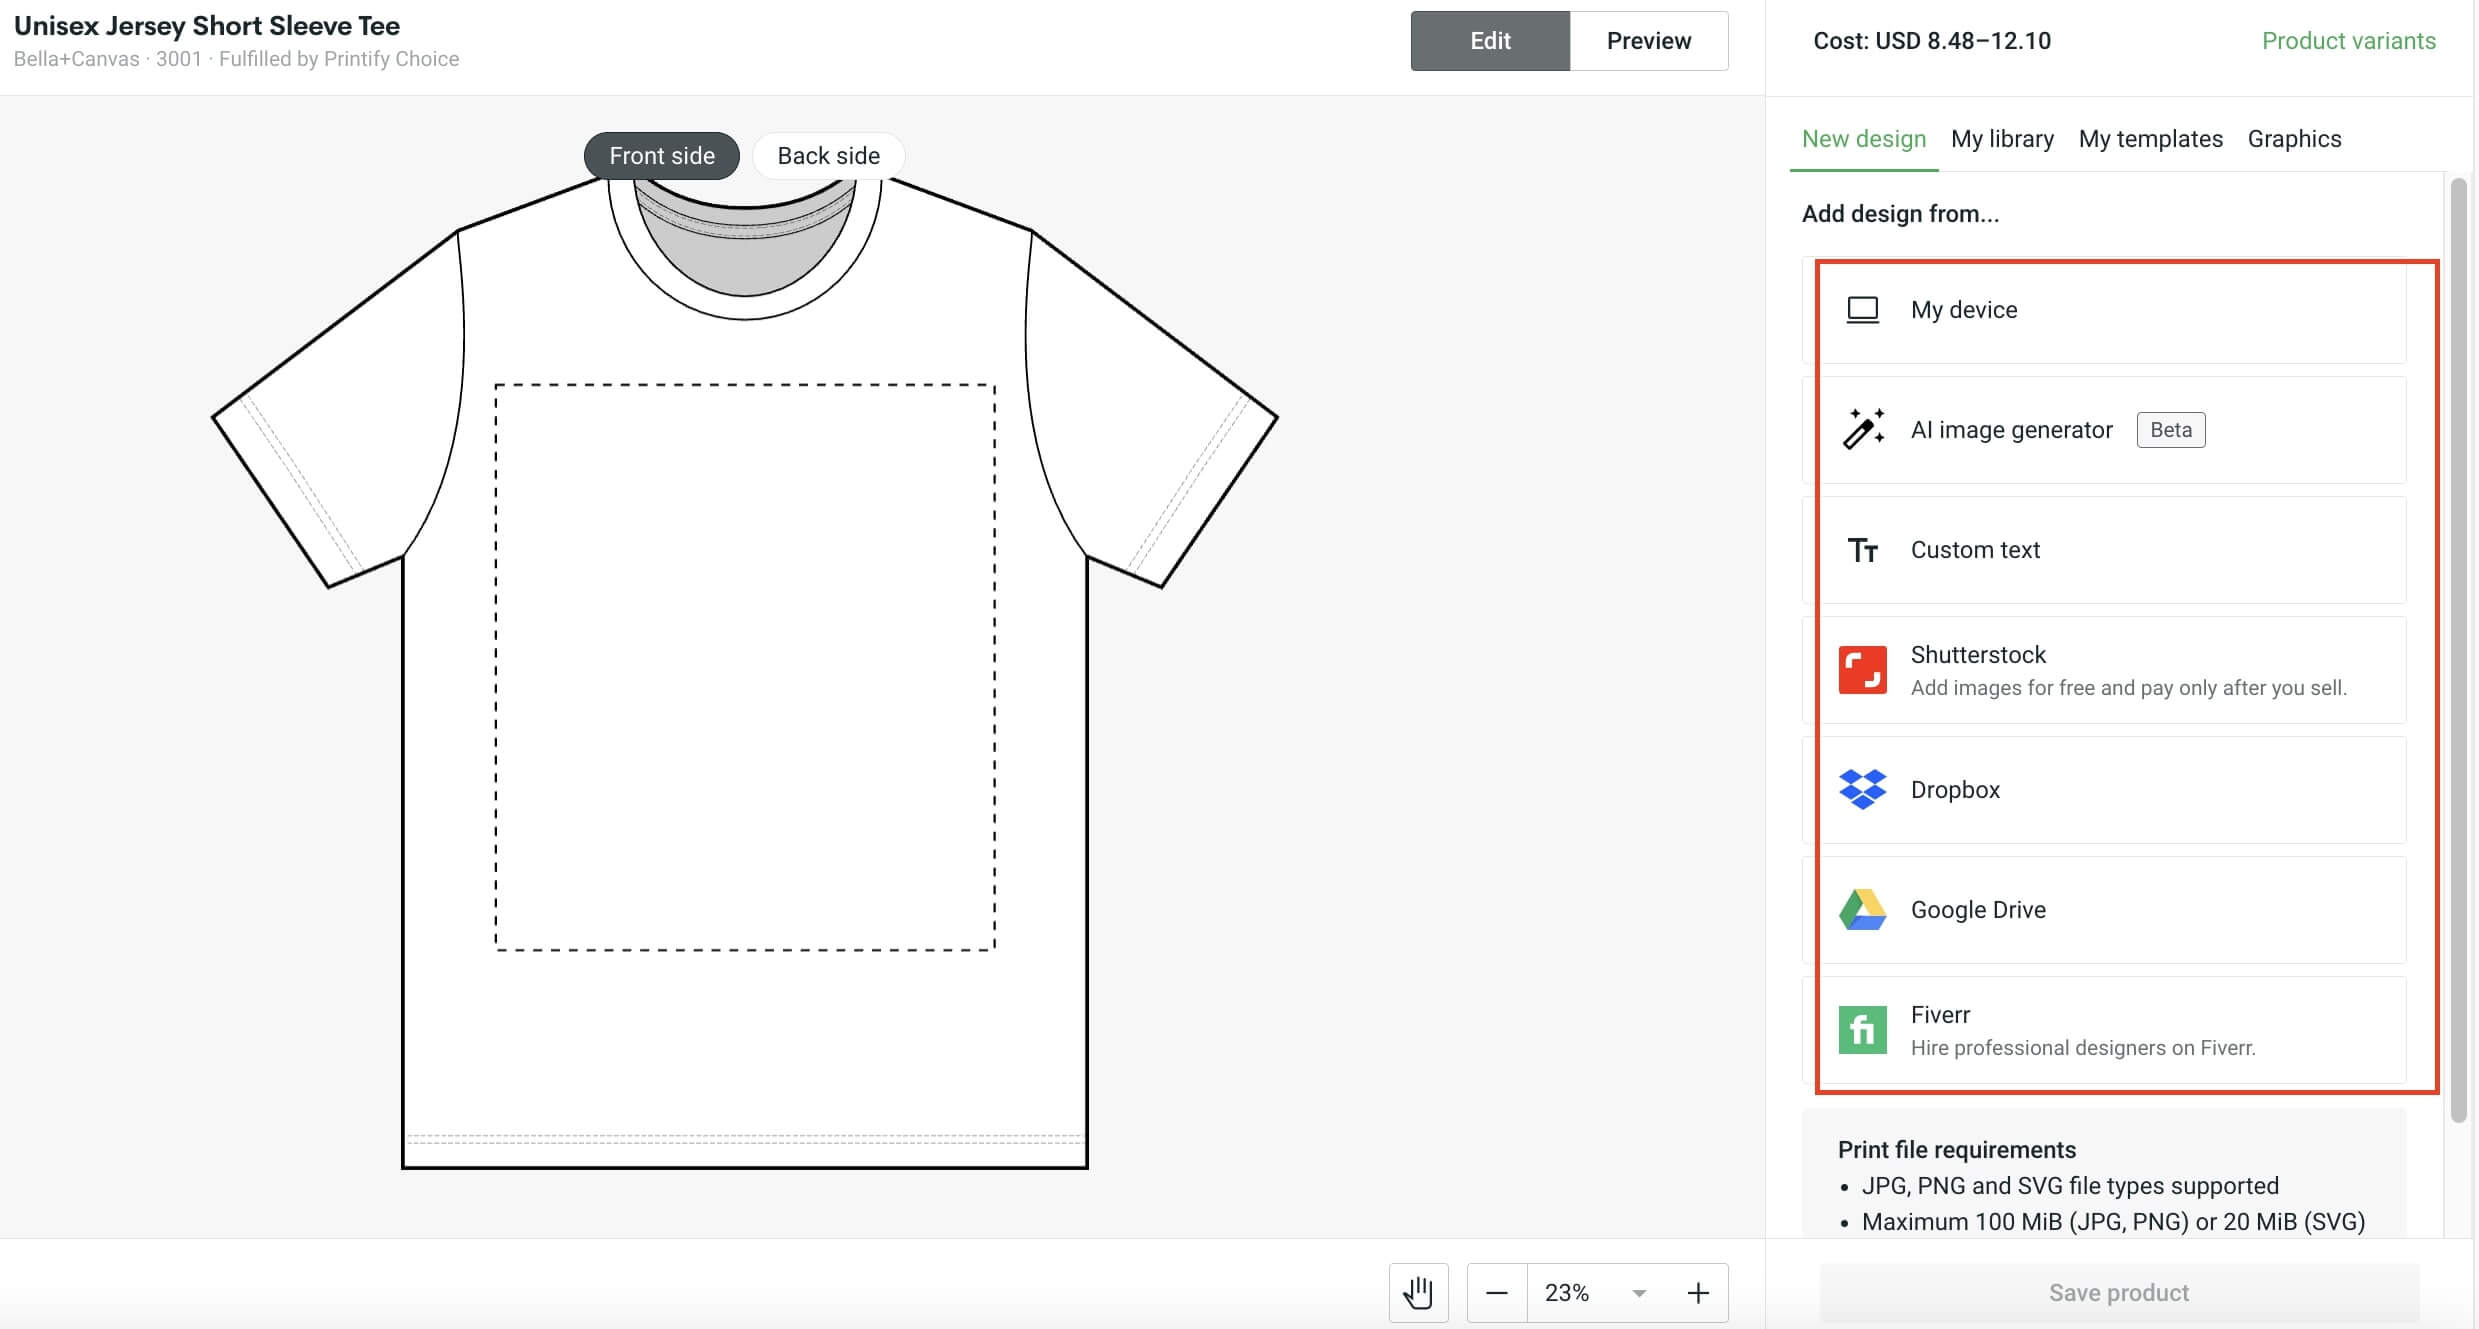 Unisex Jersey Short Sleeve Tee
Bella+Canvas · 3001 · Fulfilled by Printify Choice
Edit
Preview
Cost: USD 8.48–12.10
Product variants
Front side
Back side
New design
My library
My templates
Graphics
Add design from...
My device
AI image generator
Beta
Tт
Custom text
Shutterstock
Add images for free and pay only after you sell.
Dropbox
Google Drive
fi
Fiverr
Hire professional designers on Fiverr.
Print file requirements
• JPG, PNG and SVG file types supported
• Maximum 100 MiB (JPG, PNG) or 20 MiB (SVG)
23%
Save product